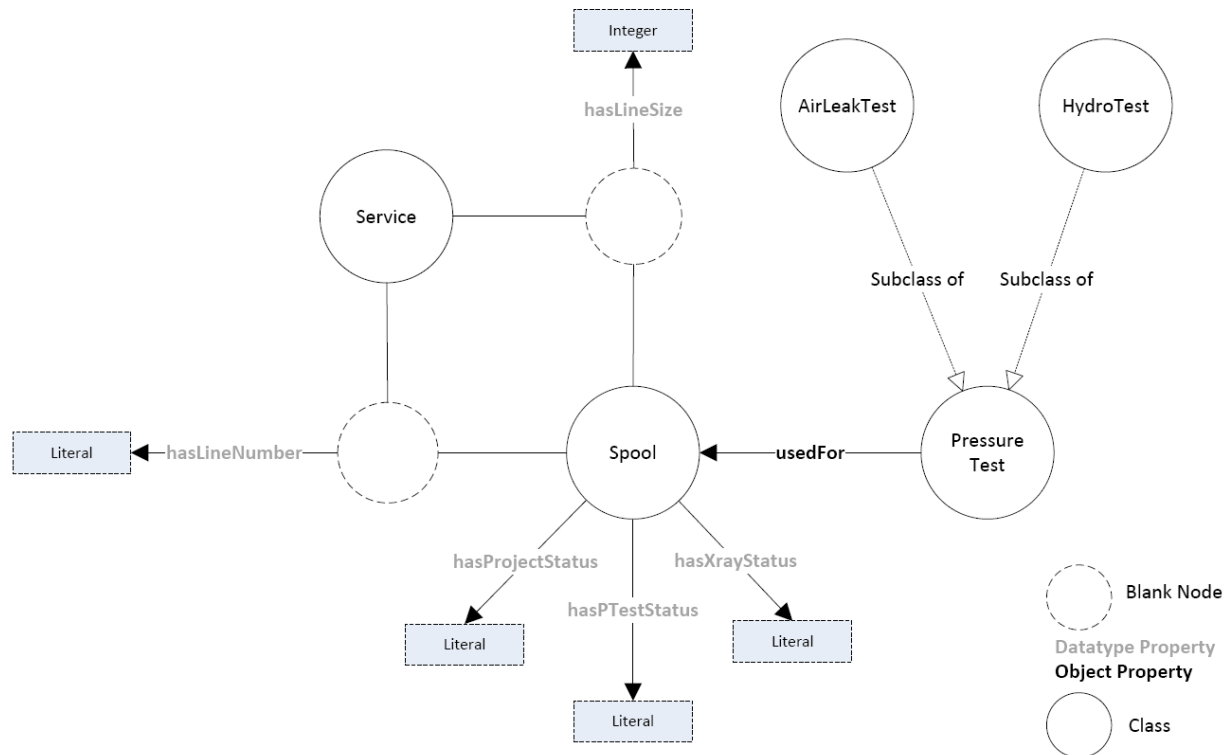 Integer
hasLineSize
AirLeakTest
HydroTest
Service
Subclass of
Subclass of
Literal
hasLineNumber
Spool
usedFor
Pressure
Test
hasProjectStatus
hasXrayStatus
hasPTestStatus
Literal
Literal
Literal
Blank Node
Datatype Property
Object Property
Class